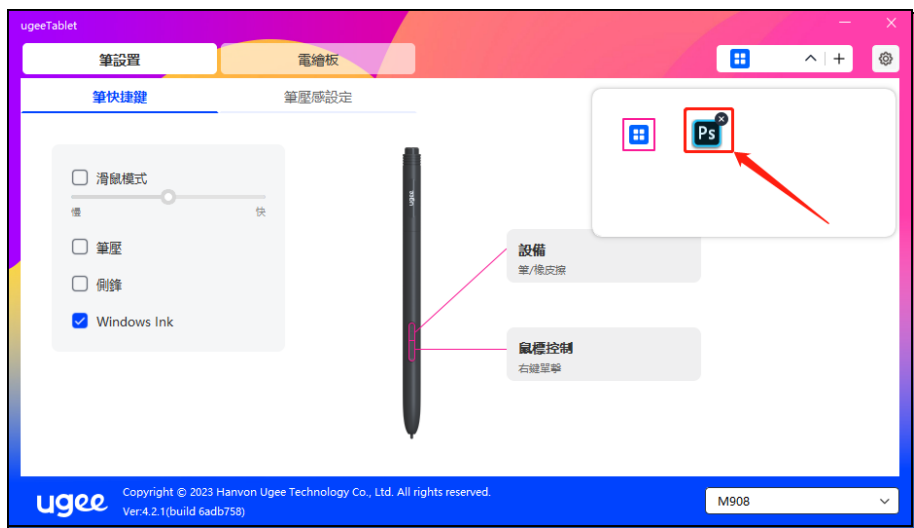 ugeeTablet
筆設置
電繪板
筆快捷鍵
筆壓感設定
Ps
滑鼠模式
慢
快
筆壓
側鋒
Windows Ink
ugee
設備
筆/橡皮擦
鼠標控制
右鍵單擊
ugee
Copyright © 2023 Hanvon Ugee Technology Co., Ltd. All rights reserved.
Ver:4.2.1(build 6adb758)
M908